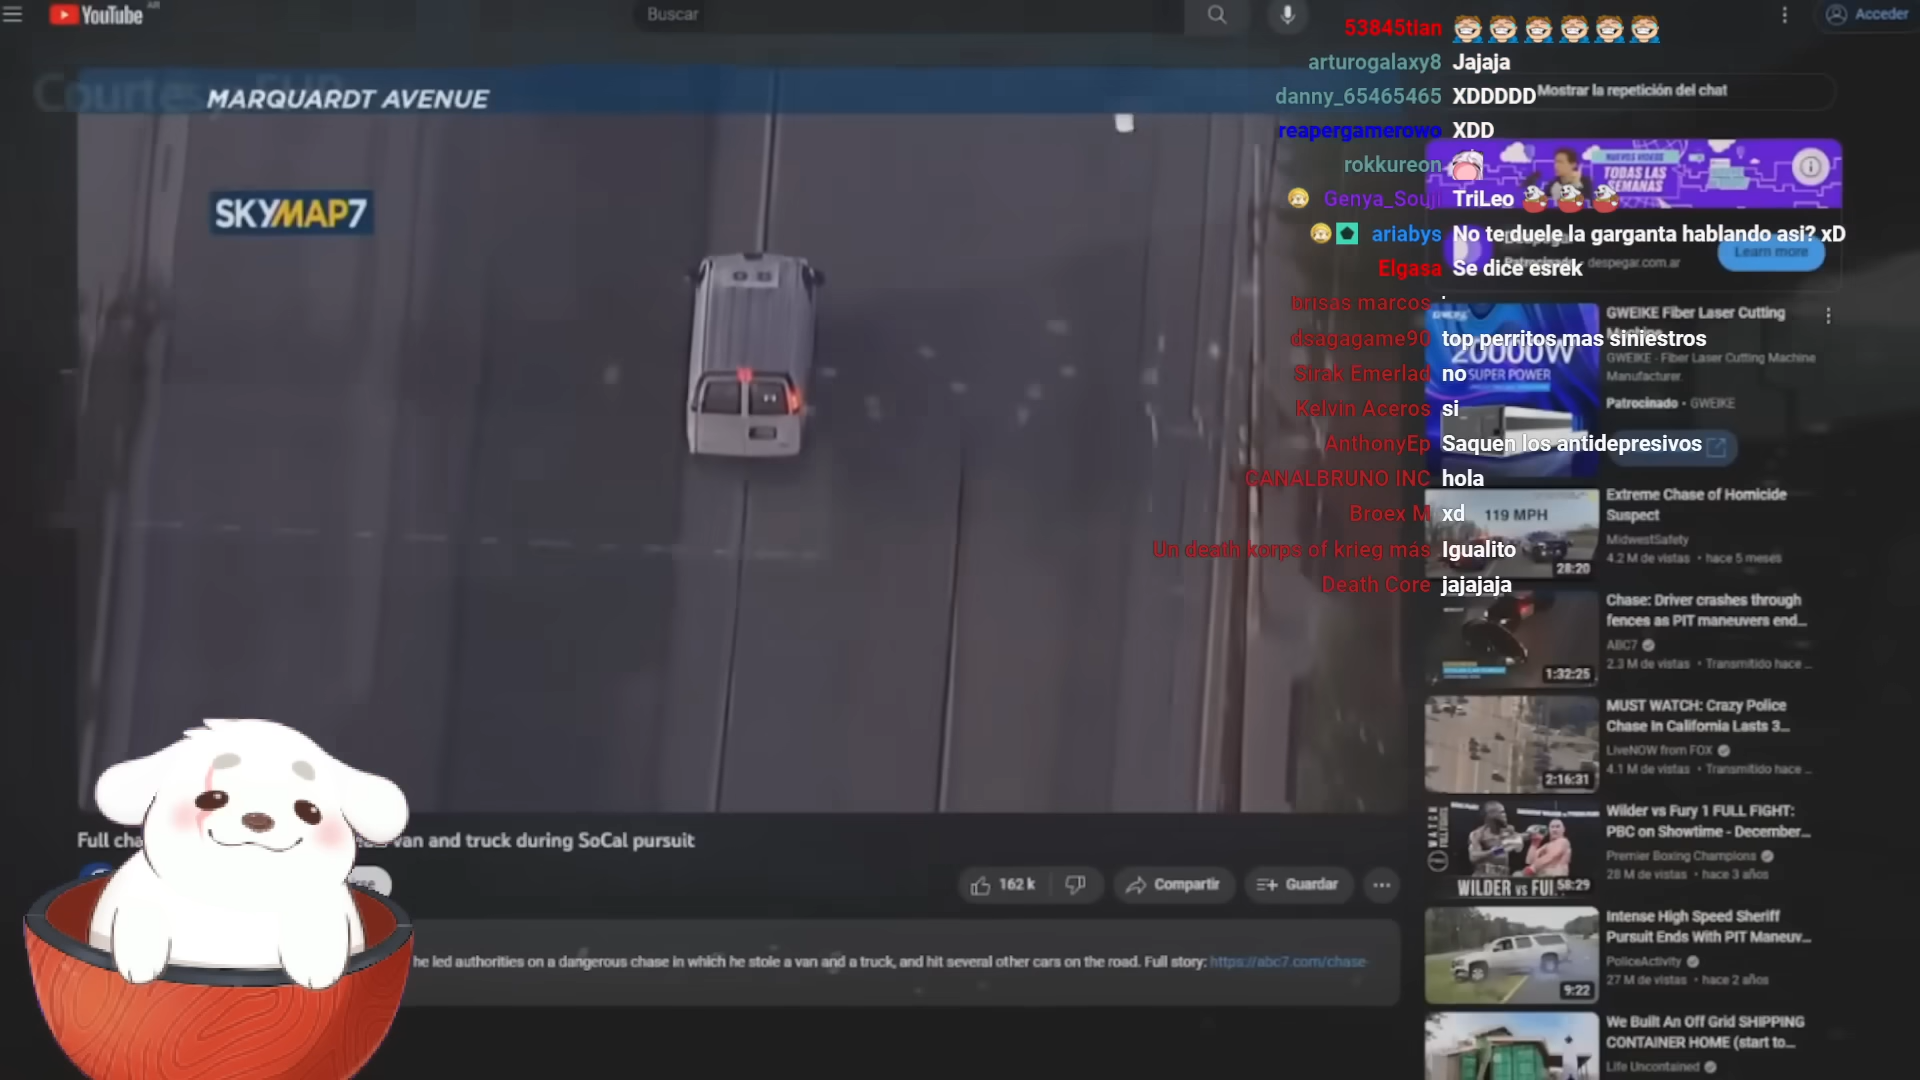 YouTube
AR
Buscar
Acceder
MARQUARDT AVENUE
SKYMAP7
53845tian
arturogalaxy8 Jajaja
danny_65465465 XDDDDD
Mostrar la repetición del chat
reapergamerowo XDD
rokkureon
NUEVOS VIDEOS
TODAS LAS
SEMANAS
Genya_Souji TriLeo
ariabys No te duele la garganta hablando asi? xD
Learn more
Patrocinado • despegar.com.ar
Elgasa Se dice esrek
brisas marcos .
dsagagame90 top perritos mas siniestros
Sirak Emerlad no
Kelvin Aceros si
AnthonyEp Saquen los antidepresivos
CANALBRUNO INC hola
Broex M xd
Un death korps of krieg más Igualito
Death Core jajajaja
GWEIKE Fiber Laser Cutting
Machine
GWEIKE - Fiber Laser Cutting Machine
Manufacturer.
Patrocinado • GWEIKE
20000W
SUPER POWER
119 MPH
28:20
Extreme Chase of Homicide
Suspect
MidwestSafety
4.2 M de vistas • hace 5 meses
1:32:25
Chase: Driver crashes through
fences as PIT maneuvers end...
ABC7
2.3 M de vistas • Transmitido hace ...
2:16:31
MUST WATCH: Crazy Police
Chase In California Lasts 3...
LiveNOW from FOX
4.1 M de vistas • Transmitido hace ...
WILDER vs FU
58:29
Wilder vs Fury 1 FULL FIGHT:
PBC on Showtime - December...
Premier Boxing Champions
28 M de vistas • hace 3 años
9:22
Intense High Speed Sheriff
Pursuit Ends With PIT Maneuv...
PoliceActivity
27 M de vistas • hace 2 años
We Built An Off Grid SHIPPING
CONTAINER HOME (start to...
Life Uncontained
Full cha
van and truck during SoCal pursuit
162 k
Compartir
Guardar
he led authorities on a dangerous chase in which he stole a van and a truck, and hit several other cars on the road. Full story: https://abc7.com/chase-